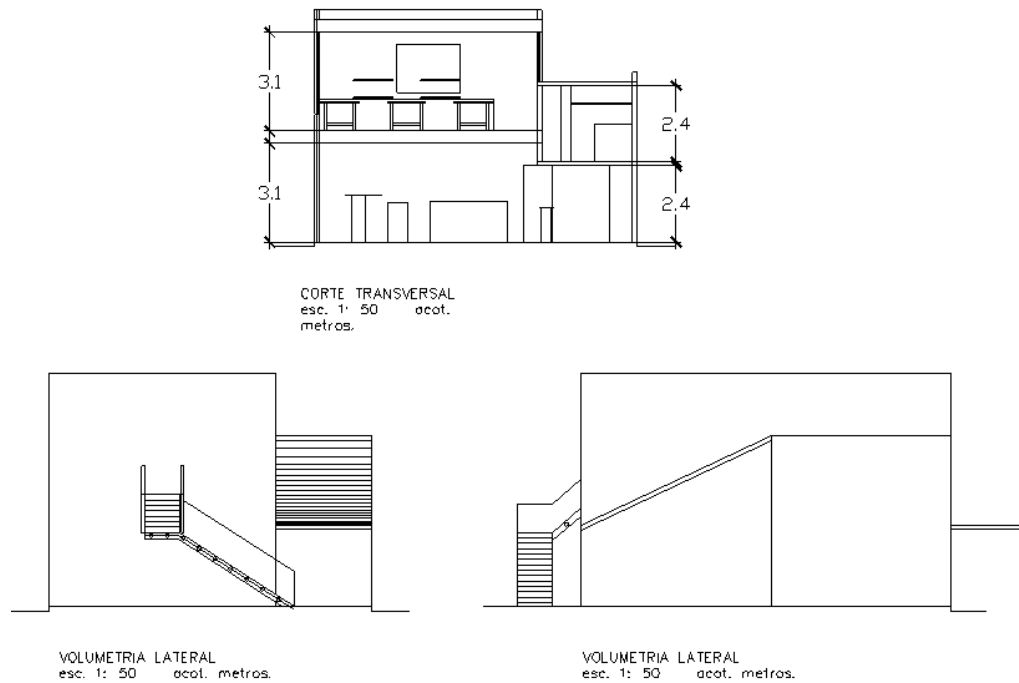 3.1
2.4
3.1
2.4
CORTE TRANSVERSAL
esc. 1: 50 acot.
metros.
VOLUMETRIA LATERAL
esc. 1: 50 acot. metros.
VOLUMETRIA LATERAL
esc. 1: 50 acot. metros.